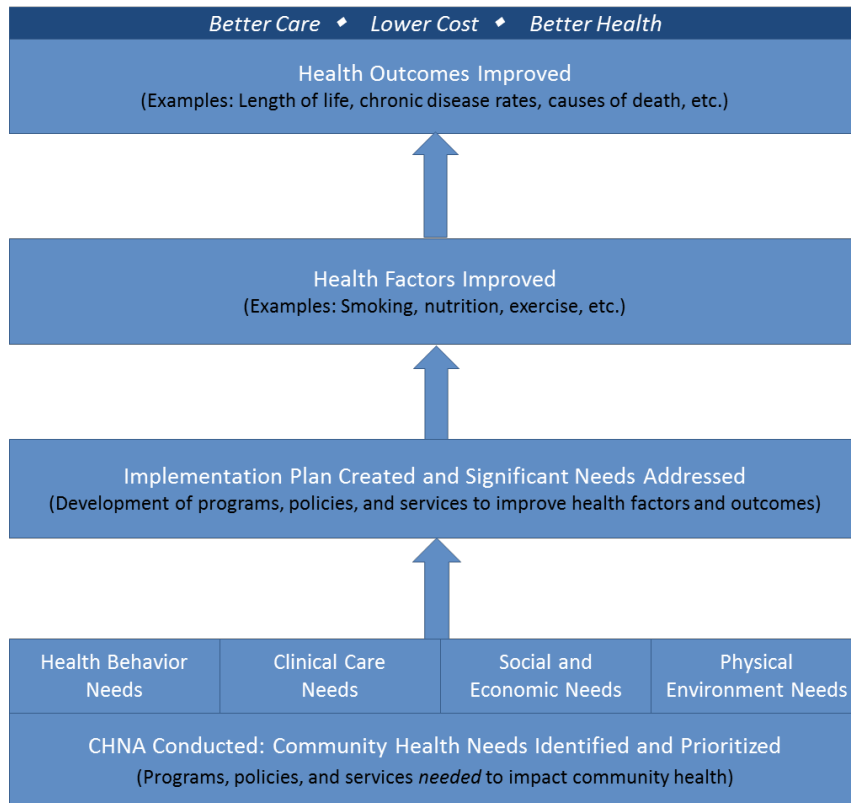 Better Care ◆ Lower Cost ◆ Better Health
Health Outcomes Improved
(Examples: Length of life, chronic disease rates, causes of death, etc.)
Health Factors Improved
(Examples: Smoking, nutrition, exercise, etc.)
Implementation Plan Created and Significant Needs Addressed
(Development of programs, policies, and services to improve health factors and outcomes)
Health Behavior
Needs
Clinical Care
Needs
Social and
Economic Needs
Physical
Environment Needs
CHNA Conducted: Community Health Needs Identified and Prioritized
(Programs, policies, and services needed to impact community health)